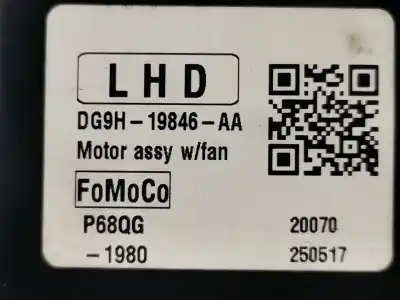 LHD
DG9H-19846-AA
Motor assy w/fan
FoMoCo
P68QG 20070
-1980 250517